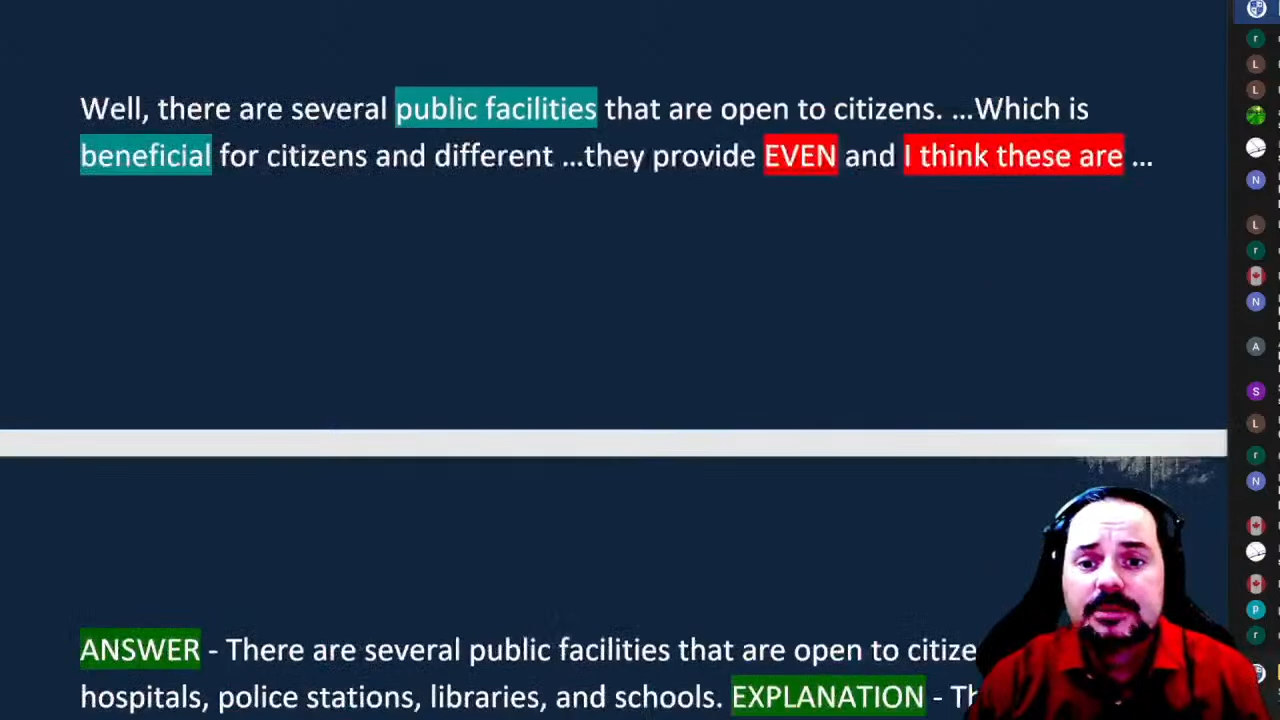 Well, there are several public facilities that are open to citizens. ...Which is
beneficial for citizens and different ...they provide EVEN and I think these are ...
ANSWER - There are several public facilities that are open to
hospitals, police stations, libraries, and schools. EXPLANATION -
r
L
L
N
L
r
N
A
S
L
r
N
p
r